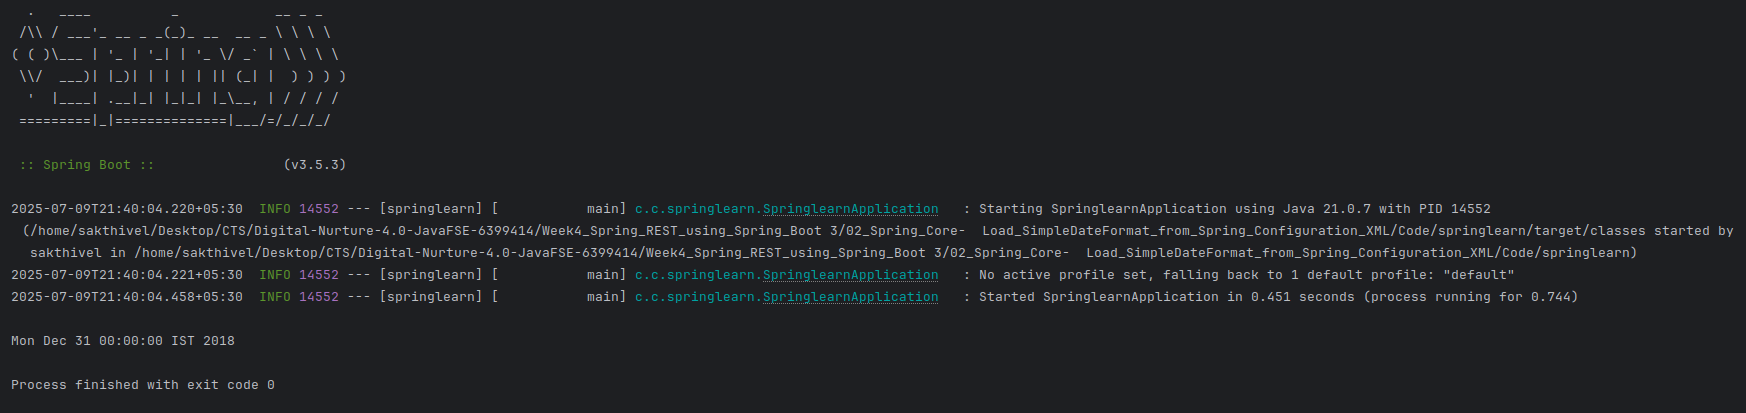 .   ____          _            __ _ _
 /\\ / ___'_ __ _ _(_)_ __  __ _ \ \ \ \
( ( )\___ | '_ | '_| | '_ \/ _` | \ \ \ \
 \\/  ___)| |_)| | | | | || (_| |  ) ) ) )
  '  |____| .__|_| |_|_| |_\__, | / / / /
 =========|_|==============|___/=/_/_/_/

 :: Spring Boot ::                (v3.5.3)

2025-07-09T21:40:04.220+05:30  INFO 14552 --- [springlearn] [           main] c.c.springlearn.SpringlearnApplication   : Starting SpringlearnApplication using Java 21.0.7 with PID 14552
(/home/sakthivel/Desktop/CTS/Digital-Nurture-4.0-JavaFSE-6399414/Week4_Spring_REST_using_Spring_Boot 3/02_Spring_Core-  Load_SimpleDateFormat_from_Spring_Configuration_XML/Code/springlearn/target/classes started by
sakthivel in /home/sakthivel/Desktop/CTS/Digital-Nurture-4.0-JavaFSE-6399414/Week4_Spring_REST_using_Spring_Boot 3/02_Spring_Core-  Load_SimpleDateFormat_from_Spring_Configuration_XML/Code/springlearn)
2025-07-09T21:40:04.221+05:30  INFO 14552 --- [springlearn] [           main] c.c.springlearn.SpringlearnApplication   : No active profile set, falling back to 1 default profile: "default"
2025-07-09T21:40:04.458+05:30  INFO 14552 --- [springlearn] [           main] c.c.springlearn.SpringlearnApplication   : Started SpringlearnApplication in 0.451 seconds (process running for 0.744)

Mon Dec 31 00:00:00 IST 2018

Process finished with exit code 0